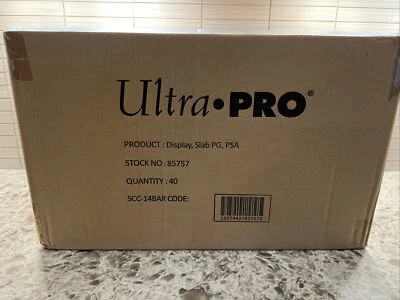 Ultra•PRO®
PRODUCT : Display, Slab PG, PSA
STOCK NO : 85757
QUANTITY : 40
SCC-14BAR CODE: